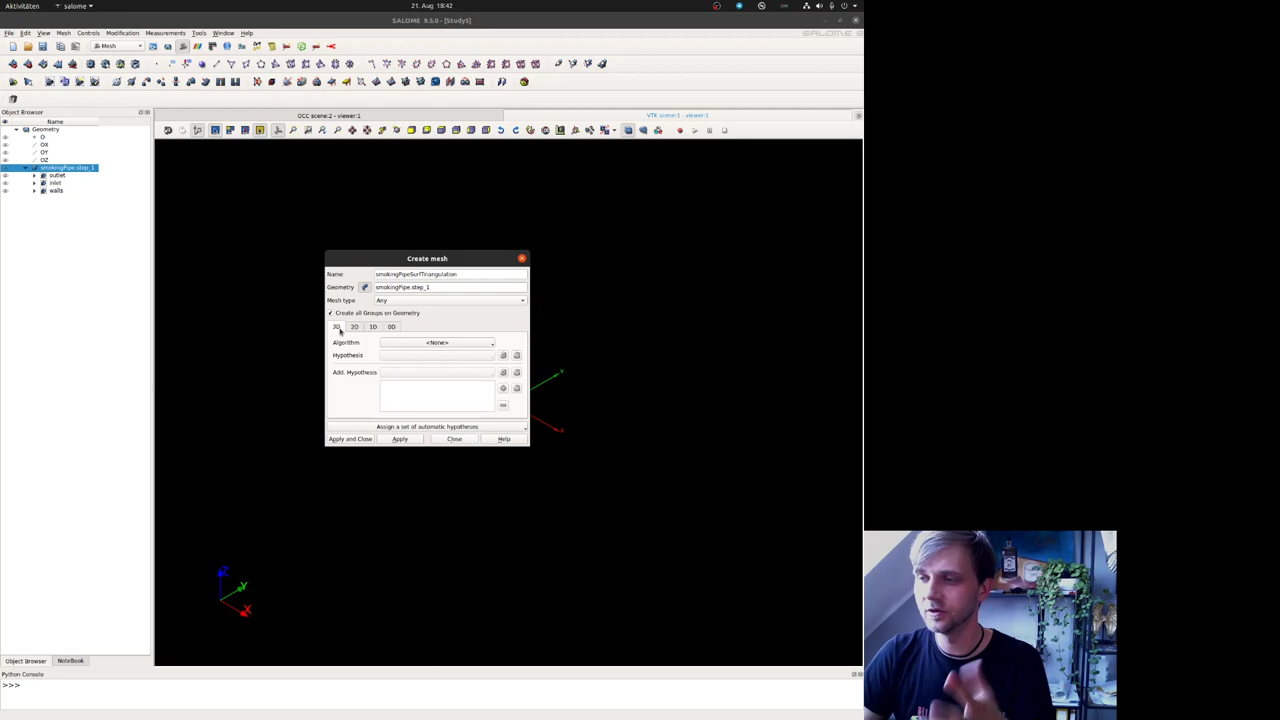 Aktivitäten
salome
21. Aug 18:42
SALOME 9.5.0 - [Study5]
File Edit View Mesh Controls Modification Measurements Tools Window Help
Mesh
Object Browser
Name
Geometry
O
OX
OY
OZ
smokingPipe.step_1
outlet
inlet
walls
OCC scene:2 - viewer:1
VTK scene:1 - viewer:1
Create mesh
Name smokingPipeSurfTriangulation
Geometry smokingPipe.step_1
Mesh type Any
Create all Groups on Geometry
3D 2D 1D 0D
Algorithm <None>
Hypothesis
Add. Hypothesis
Assign a set of automatic hypotheses
Apply and Close Apply Close Help
Y
X
Z
Y
X
Object Browser NoteBook
Python Console
>>>